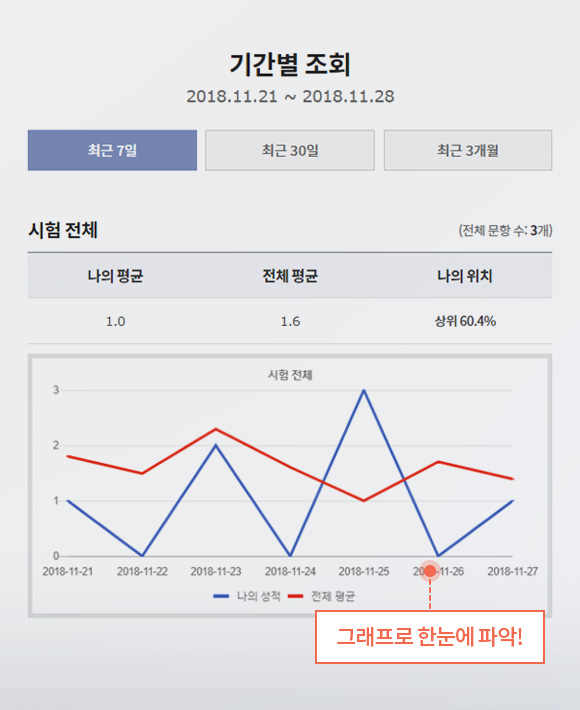 기간별 조회
2018.11.21 ~ 2018.11.28
최근 7일 최근 30일 최근 3개월
시험 전체 (전체 문항 수: 3개)
나의 평균 전체 평균 나의 위치
1.0 1.6 상위 60.4%
시험 전체
3
2
1
0
2018-11-21 2018-11-22 2018-11-23 2018-11-24 2018-11-25 2018-11-26 2018-11-27
나의 성적 전체 평균
그래프로 한눈에 파악!